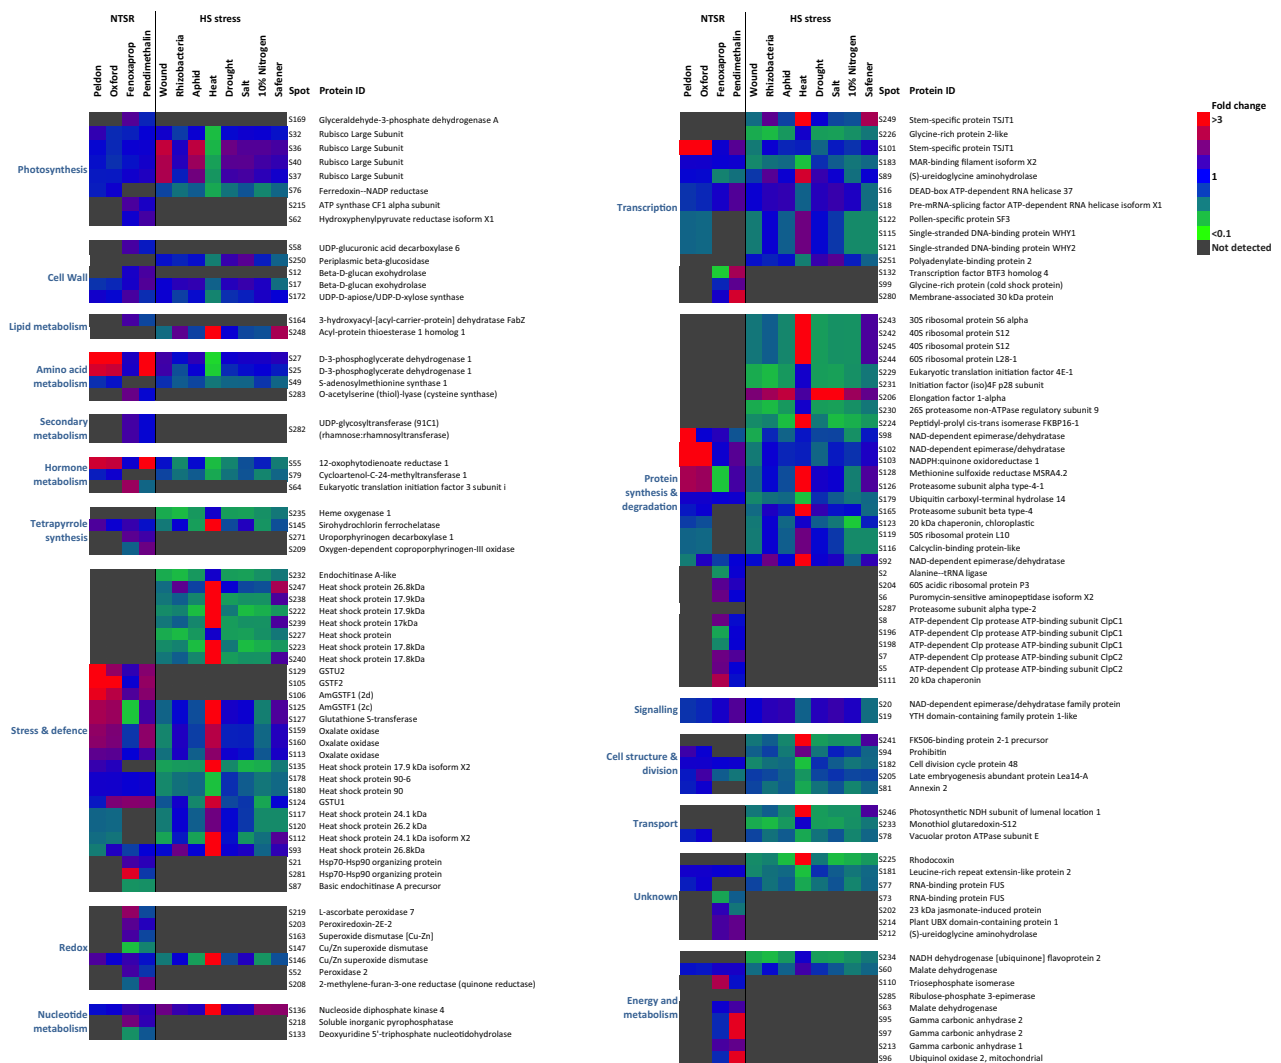 NTSR
HS stress
Peldon
Oxford
Fenoxaprop
Pendimethalin
Wound
Rhizobacteria
Aphid
Heat
Drought
Salt
10% Nitrogen
Safener
Spot
Protein ID
Photosynthesis
S169 Glyceraldehyde-3-phosphate dehydrogenase A
S32 Rubisco Large Subunit
S36 Rubisco Large Subunit
S40 Rubisco Large Subunit
S37 Rubisco Large Subunit
S76 Ferredoxin--NADP reductase
S215 ATP synthase CF1 alpha subunit
S62 Hydroxyphenylpyruvate reductase isoform X1
Cell Wall
S58 UDP-glucuronic acid decarboxylase 6
S250 Periplasmic beta-glucosidase
S12 Beta-D-glucan exohydrolase
S17 Beta-D-glucan exohydrolase
S172 UDP-D-apiose/UDP-D-xylose synthase
Lipid metabolism
S164 3-hydroxyacyl-[acyl-carrier-protein] dehydratase FabZ
S248 Acyl-protein thioesterase 1 homolog 1
Amino acid
metabolism
S27 D-3-phosphoglycerate dehydrogenase 1
S25 D-3-phosphoglycerate dehydrogenase 1
S49 S-adenosylmethionine synthase 1
S283 O-acetylserine (thiol)-lyase (cysteine synthase)
Secondary
metabolism
S282 UDP-glycosyltransferase (91C1)
(rhamnose:rhamnosyltransferase)
Hormone
metabolism
S55 12-oxophytodienoate reductase 1
S79 Cycloartenol-C-24-methyltransferase 1
S64 Eukaryotic translation initiation factor 3 subunit i
Tetrapyrrole
synthesis
S235 Heme oxygenase 1
S145 Sirohydrochlorin ferrochelatase
S271 Uroporphyrinogen decarboxylase 1
S209 Oxygen-dependent coproporphyrinogen-III oxidase
Stress & defence
S232 Endochitinase A-like
S247 Heat shock protein 26.8kDa
S238 Heat shock protein 17.9kDa
S222 Heat shock protein 17.9kDa
S239 Heat shock protein 17kDa
S227 Heat shock protein
S223 Heat shock protein 17.8kDa
S240 Heat shock protein 17.8kDa
S129 GSTU2
S105 GSTF2
S106 AmGSTF1 (2d)
S125 AmGSTF1 (2c)
S127 Glutathione S-transferase
S159 Oxalate oxidase
S160 Oxalate oxidase
S113 Oxalate oxidase
S135 Heat shock protein 17.9 kDa isoform X2
S178 Heat shock protein 90-6
S180 Heat shock protein 90
S124 GSTU1
S117 Heat shock protein 24.1 kDa
S120 Heat shock protein 26.2 kDa
S112 Heat shock protein 24.1 kDa isoform X2
S93 Heat shock protein 26.8kDa
S21 Hsp70-Hsp90 organizing protein
S281 Hsp70-Hsp90 organizing protein
S87 Basic endochitinase A precursor
Redox
S219 L-ascorbate peroxidase 7
S203 Peroxiredoxin-2E-2
S163 Superoxide dismutase [Cu-Zn]
S147 Cu/Zn superoxide dismutase
S146 Cu/Zn superoxide dismutase
S52 Peroxidase 2
S208 2-methylene-furan-3-one reductase (quinone reductase)
Nucleotide
metabolism
S136 Nucleoside diphosphate kinase 4
S218 Soluble inorganic pyrophosphatase
S133 Deoxyuridine 5'-triphosphate nucleotidohydrolase
NTSR
HS stress
Peldon
Oxford
Fenoxaprop
Pendimethalin
Wound
Rhizobacteria
Aphid
Heat
Drought
Salt
10% Nitrogen
Safener
Spot
Protein ID
Transcription
S249 Stem-specific protein TSJT1
S226 Glycine-rich protein 2-like
S101 Stem-specific protein TSJT1
S183 MAR-binding filament isoform X2
S89 (S)-ureidoglycine aminohydrolase
S16 DEAD-box ATP-dependent RNA helicase 37
S18 Pre-mRNA-splicing factor ATP-dependent RNA helicase isoform X1
S122 Pollen-specific protein SF3
S115 Single-stranded DNA-binding protein WHY1
S121 Single-stranded DNA-binding protein WHY2
S251 Polyadenylate-binding protein 2
S132 Transcription factor BTF3 homolog 4
S99 Glycine-rich protein (cold shock protein)
S280 Membrane-associated 30 kDa protein
Protein
synthesis &
degradation
S243 30S ribosomal protein S6 alpha
S242 40S ribosomal protein S12
S245 40S ribosomal protein S12
S244 60S ribosomal protein L28-1
S229 Eukaryotic translation initiation factor 4E-1
S231 Initiation factor (iso)4F p28 subunit
S206 Elongation factor 1-alpha
S230 26S proteasome non-ATPase regulatory subunit 9
S224 Peptidyl-prolyl cis-trans isomerase FKBP16-1
S98 NAD-dependent epimerase/dehydratase
S102 NAD-dependent epimerase/dehydratase
S103 NADPH:quinone oxidoreductase 1
S128 Methionine sulfoxide reductase MSRA4.2
S126 Proteasome subunit alpha type-4-1
S179 Ubiquitin carboxyl-terminal hydrolase 14
S165 Proteasome subunit beta type-4
S123 20 kDa chaperonin, chloroplastic
S119 50S ribosomal protein L10
S116 Calcyclin-binding protein-like
S92 NAD-dependent epimerase/dehydratase
S2 Alanine--tRNA ligase
S204 60S acidic ribosomal protein P3
S6 Puromycin-sensitive aminopeptidase isoform X2
S287 Proteasome subunit alpha type-2
S8 ATP-dependent Clp protease ATP-binding subunit ClpC1
S196 ATP-dependent Clp protease ATP-binding subunit ClpC1
S198 ATP-dependent Clp protease ATP-binding subunit ClpC1
S7 ATP-dependent Clp protease ATP-binding subunit ClpC2
S5 ATP-dependent Clp protease ATP-binding subunit ClpC2
S111 20 kDa chaperonin
Signalling
S20 NAD-dependent epimerase/dehydratase family protein
S19 YTH domain-containing family protein 1-like
Cell structure &
division
S241 FK506-binding protein 2-1 precursor
S94 Prohibitin
S182 Cell division cycle protein 48
S205 Late embryogenesis abundant protein Lea14-A
S81 Annexin 2
Transport
S246 Photosynthetic NDH subunit of lumenal location 1
S233 Monothiol glutaredoxin-S12
S78 Vacuolar proton ATPase subunit E
Unknown
S225 Rhodocoxin
S181 Leucine-rich repeat extensin-like protein 2
S77 RNA-binding protein FUS
S73 RNA-binding protein FUS
S202 23 kDa jasmonate-induced protein
S214 Plant UBX domain-containing protein 1
S212 (S)-ureidoglycine aminohydrolase
Energy and
metabolism
S234 NADH dehydrogenase [ubiquinone] flavoprotein 2
S60 Malate dehydrogenase
S110 Triosephosphate isomerase
S285 Ribulose-phosphate 3-epimerase
S63 Malate dehydrogenase
S95 Gamma carbonic anhydrase 2
S97 Gamma carbonic anhydrase 2
S213 Gamma carbonic anhydrase 1
S96 Ubiquinol oxidase 2, mitochondrial
Fold change
>3
1
<0.1
Not detected